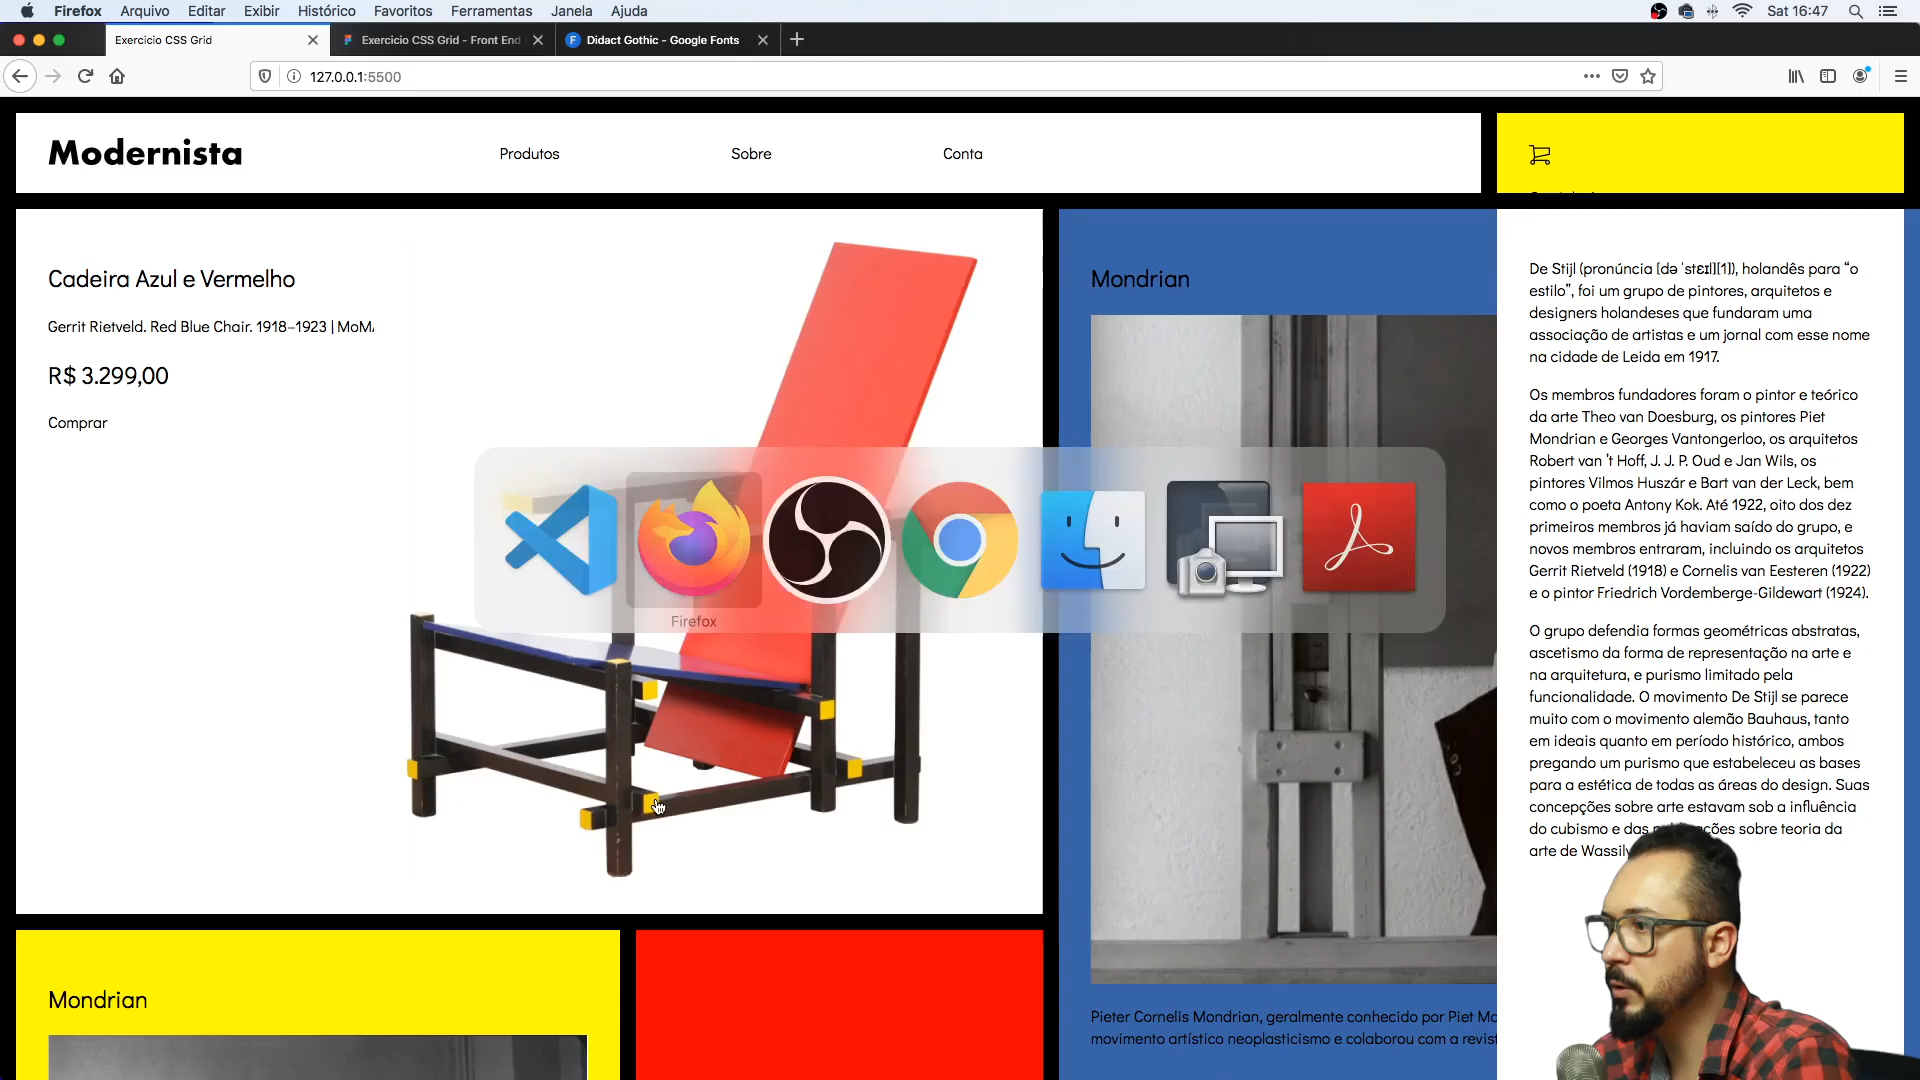 Firefox Arquivo Editar Exibir Histórico Favoritos Ferramentas Janela Ajuda Sat 16:47
Exercicio CSS Grid Exercicio CSS Grid - Front End Didact Gothic - Google Fonts
127.0.0.1:5500
Modernista Produtos Sobre Conta
Cadeira Azul e Vermelho
Gerrit Rietveld. Red Blue Chair. 1918–1923 | MoM
R$ 3.299,00
Comprar
Firefox
Mondrian
Pieter Cornelis Mondrian, geralmente conhecido por Piet Mo
movimento artístico neoplasticismo e colaborou com a revist
De Stijl (pronúncia [də ˈstɛɪl][1]), holandês para “o
estilo”, foi um grupo de pintores, arquitetos e
designers holandeses que fundaram uma
associação de artistas e um jornal com esse nome
na cidade de Leida em 1917.
Os membros fundadores foram o pintor e teórico
da arte Theo van Doesburg, os pintores Piet
Mondrian e Georges Vantongerloo, os arquitetos
Robert van 't Hoff, J. J. P. Oud e Jan Wils, os
pintores Vilmos Huszár e Bart van der Leck, bem
como o poeta Antony Kok. Até 1922, oito dos dez
primeiros membros já haviam saído do grupo, e
novos membros entraram, incluindo os arquitetos
Gerrit Rietveld (1918) e Cornelis van Eesteren (1922)
e o pintor Friedrich Vordemberge-Gildewart (1924).
O grupo defendia formas geométricas abstratas,
ascetismo da forma de representação na arte e
na arquitetura, e purismo limitado pela
funcionalidade. O movimento De Stijl se parece
muito com o movimento alemão Bauhaus, tanto
em ideais quanto em período histórico, ambos
pregando um purismo que estabeleceu as bases
para a estética de todas as áreas do design. Suas
concepções sobre arte estavam sob a influência
do cubismo e das sobre teoria da
arte de Wassily
Mondrian